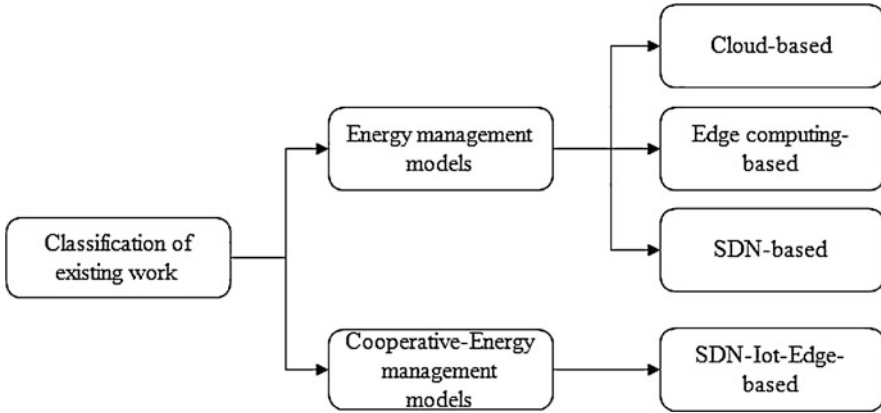 Cloud-based
Energy management
models
Edge computing-
based
Classification of
existing work
SDN-based
Cooperative-Energy
management
models
SDN-Iot-Edge-
based